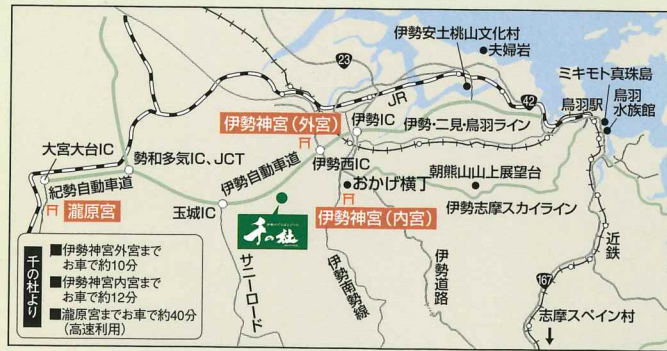 伊勢安土桃山文化村
夫婦岩
23
ミキモト真珠島
JR
42
鳥羽駅
鳥羽
水族館
伊勢神宮(外宮)
伊勢IC
伊勢・二見・鳥羽ライン
大宮大台IC
勢和多気IC、JCT
伊勢自動車道
伊勢西IC
朝熊山山上展望台
紀勢自動車道
おかげ横丁
瀧原宮
玉城IC
千の杜
伊勢神宮(内宮)
伊勢志摩スカイライン
千の杜より
■伊勢神宮外宮まで
お車で約10分
■伊勢神宮内宮まで
お車で約12分
■瀧原宮までお車で約40分
(高速利用)
サニーロード
伊勢南勢線
伊勢道路
近鉄
167
志摩スペイン村